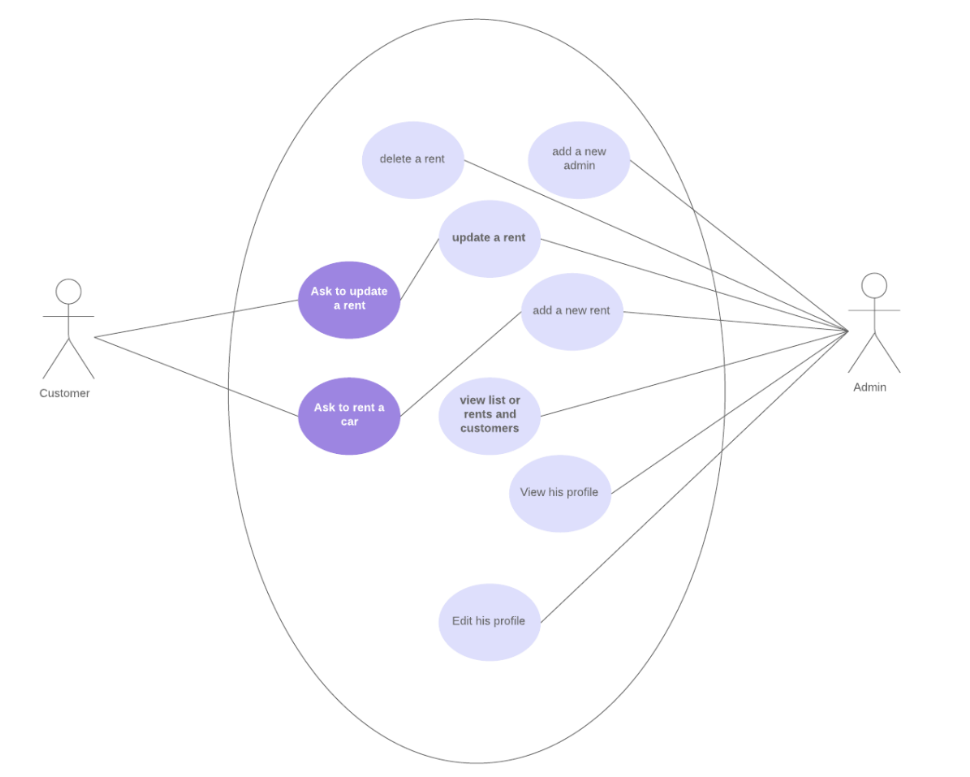 delete a rent
add a new
admin
update a rent
Ask to update
a rent
add a new rent
Customer
Admin
Ask to rent a
car
view list or
rents and
customers
View his profile
Edit his profile